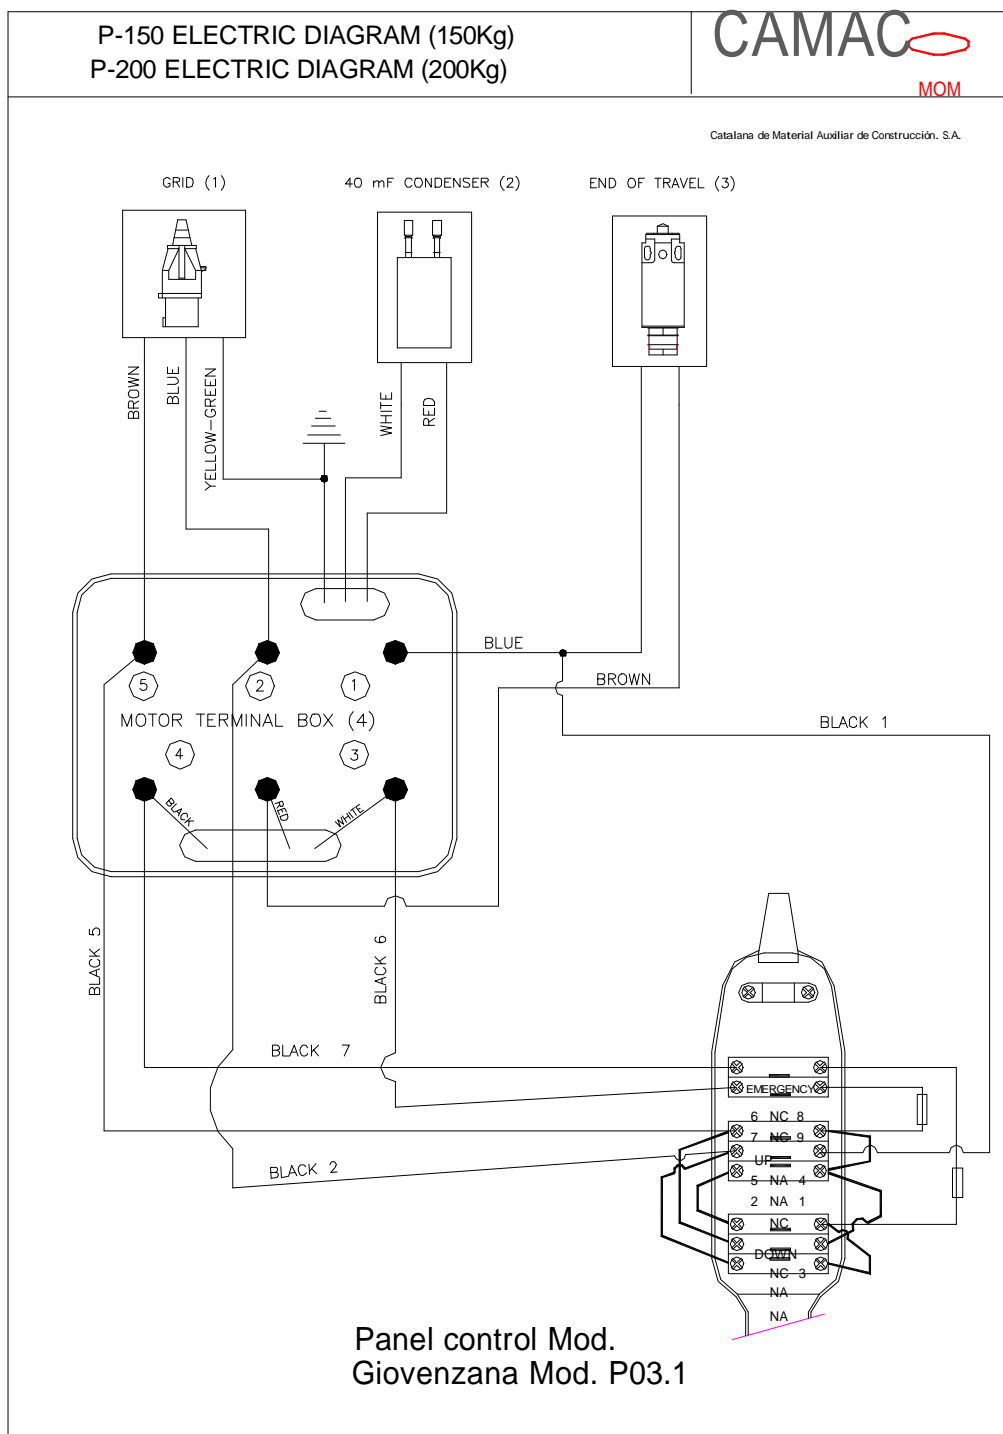 P-150 ELECTRIC DIAGRAM (150Kg)
P-200 ELECTRIC DIAGRAM (200Kg)
CAMAC
MOM
Catalana de Material Auxiliar de Construcción. S.A.
GRID (1)
40 mF CONDENSER (2)
END OF TRAVEL (3)
BROWN
BLUE
YELLOW-GREEN
WHITE
RED
BLUE
BROWN
BLACK 1
5
2
1
MOTOR TERMINAL BOX (4)
4
3
BLACK
RED
WHITE
BLACK 5
BLACK 6
BLACK 7
BLACK 2
EMERGENCY
6 NC 8
7 NC 9
UP
5 NA 4
2 NA 1
NC
DOWN
NC 3
NA
NA
Panel control Mod.
Giovenzana Mod. P03.1